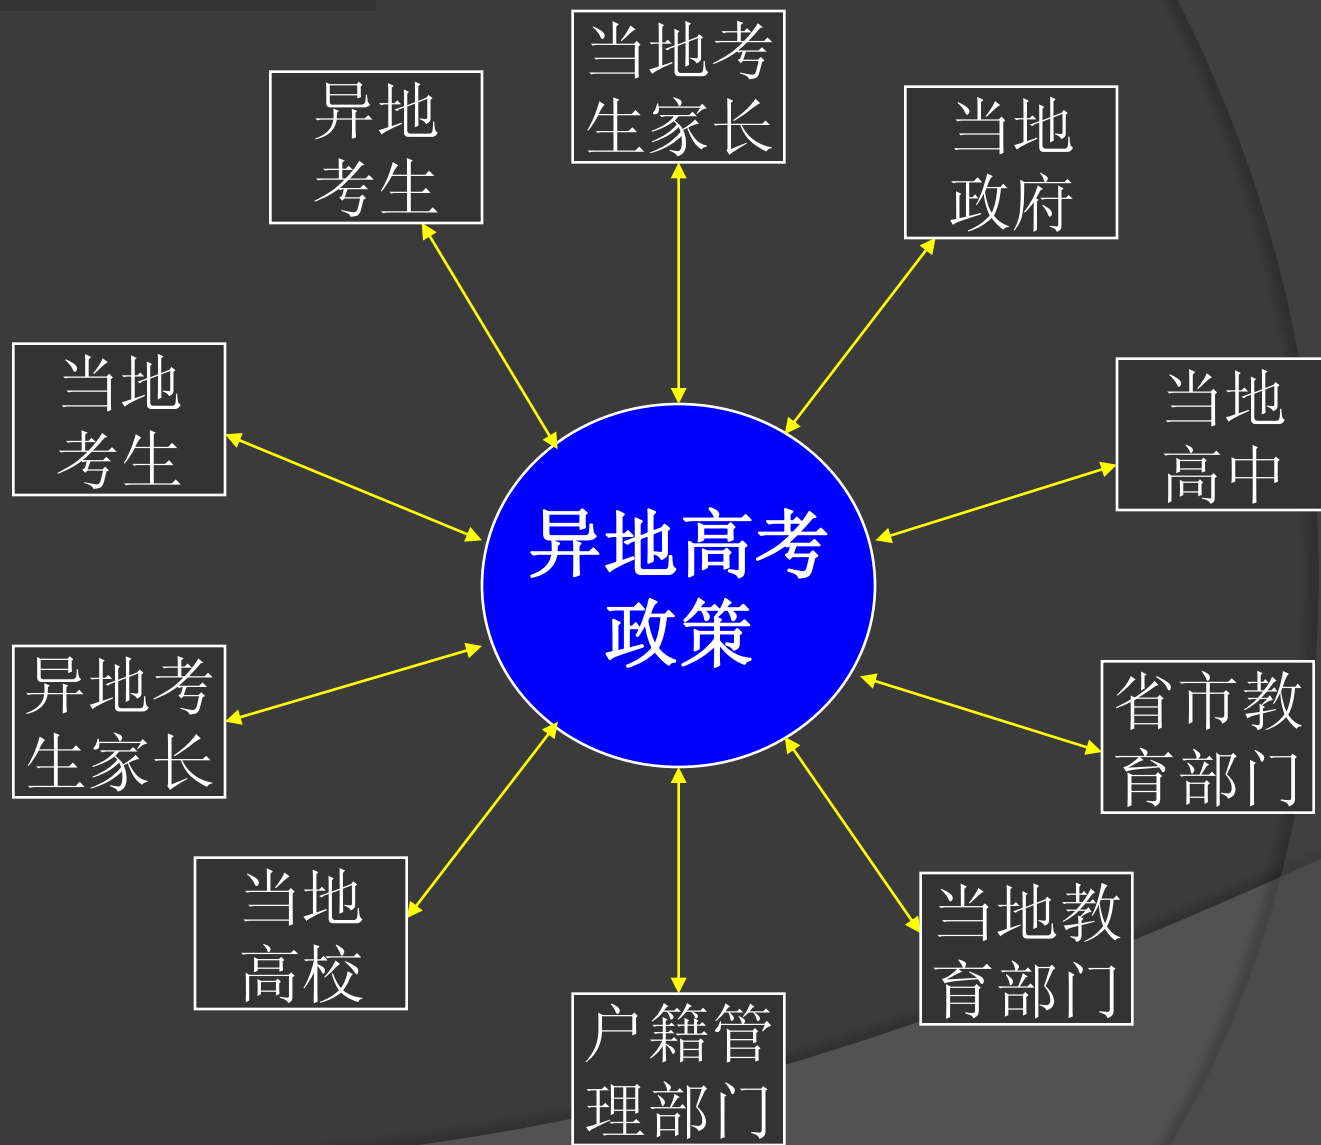 当地考
生家长
异地
考生
当地
政府
当地
考生
当地
高中
异地高考
政策
异地考
生家长
省市教
育部门
当地
高校
当地教
育部门
户籍管
理部门